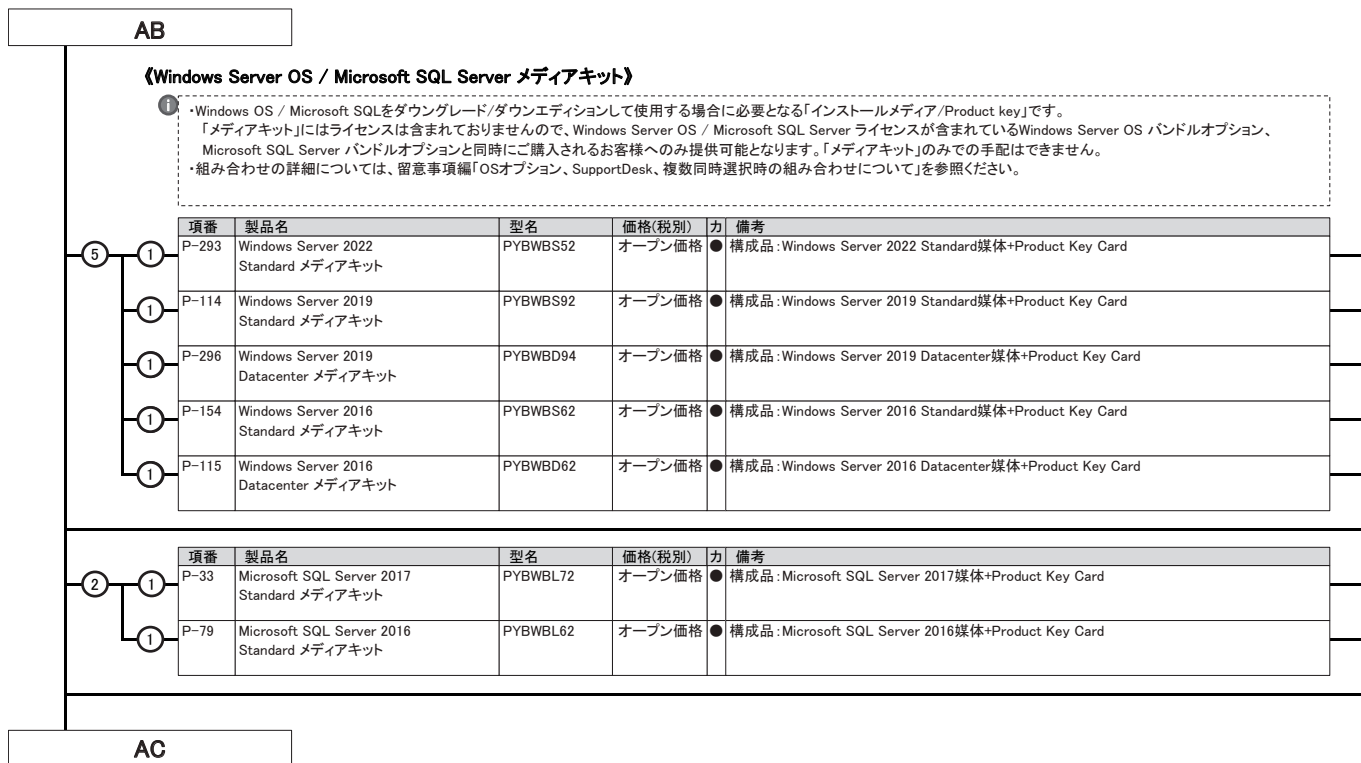 AB
《Windows Server OS / Microsoft SQL Server メディアキット》
i
・Windows OS / Microsoft SQLをダウングレード/ダウンエディションして使用する場合に必要となる「インストールメディア/Product key」です。
「メディアキット」にはライセンスは含まれておりませんので、Windows Server OS / Microsoft SQL Server ライセンスが含まれているWindows Server OS バンドルオプション、
Microsoft SQL Server バンドルオプションと同時にご購入されるお客様へのみ提供可能となります。「メディアキット」のみでの手配はできません。
・組み合わせの詳細については、留意事項編「OSオプション、SupportDesk、複数同時選択時の組み合わせについて」を参照ください。
項番 製品名 型名 価格(税別) カ 備考
5 1 P-293 Windows Server 2022 PYBWBS52 オープン価格 ● 構成品：Windows Server 2022 Standard媒体+Product Key Card
Standard メディアキット
1 P-114 Windows Server 2019 PYBWBS92 オープン価格 ● 構成品：Windows Server 2019 Standard媒体+Product Key Card
Standard メディアキット
1 P-296 Windows Server 2019 PYBWBD94 オープン価格 ● 構成品：Windows Server 2019 Datacenter媒体+Product Key Card
Datacenter メディアキット
1 P-154 Windows Server 2016 PYBWBS62 オープン価格 ● 構成品：Windows Server 2016 Standard媒体+Product Key Card
Standard メディアキット
1 P-115 Windows Server 2016 PYBWBD62 オープン価格 ● 構成品：Windows Server 2016 Datacenter媒体+Product Key Card
Datacenter メディアキット
項番 製品名 型名 価格(税別) カ 備考
2 1 P-33 Microsoft SQL Server 2017 PYBWBL72 オープン価格 ● 構成品：Microsoft SQL Server 2017媒体+Product Key Card
Standard メディアキット
1 P-79 Microsoft SQL Server 2016 PYBWBL62 オープン価格 ● 構成品：Microsoft SQL Server 2016媒体+Product Key Card
Standard メディアキット
AC